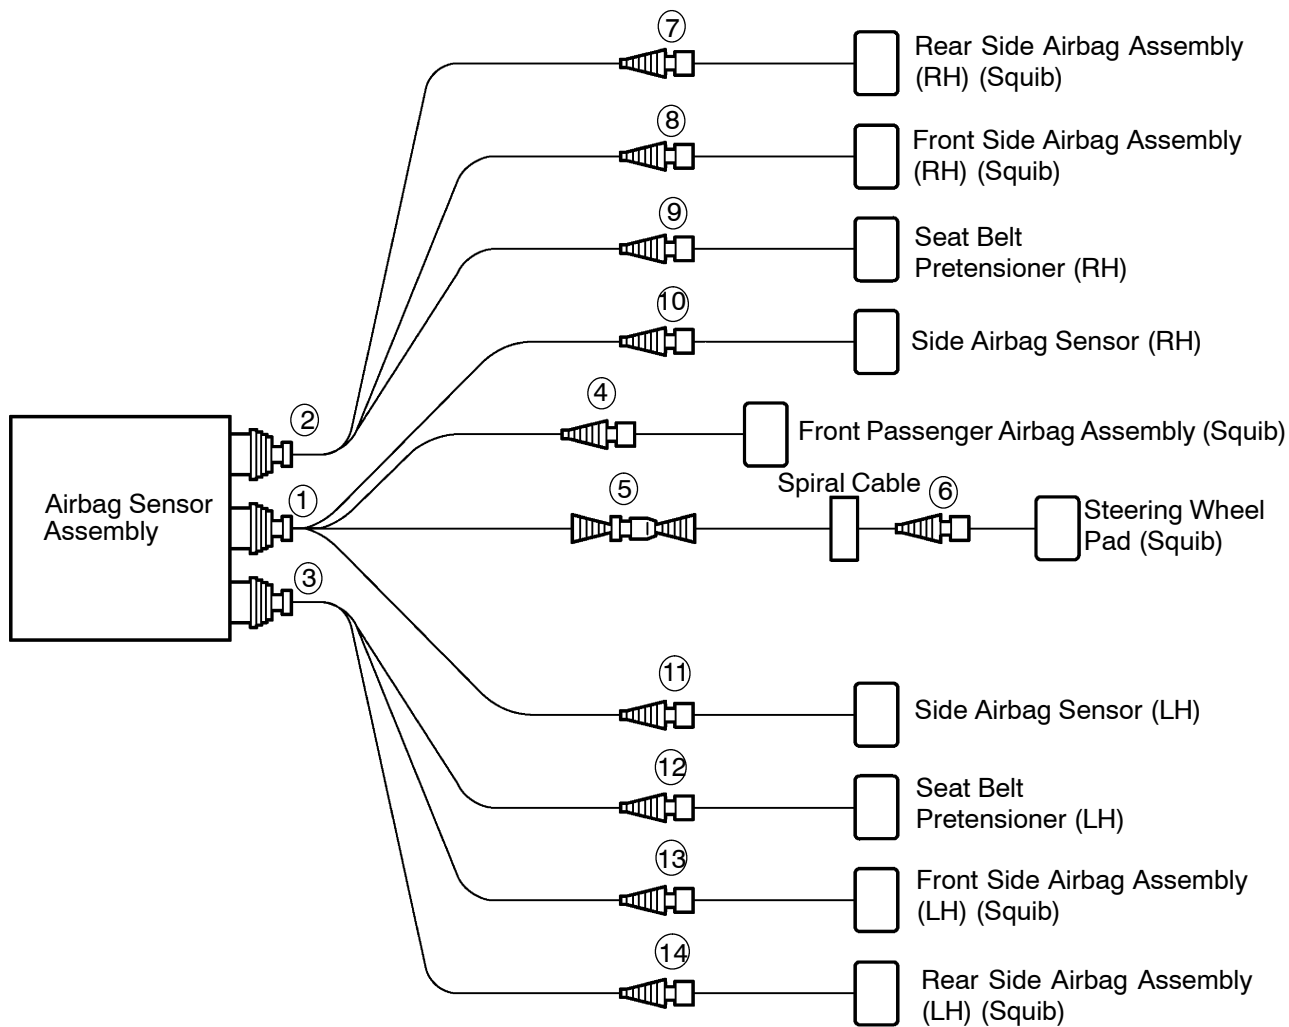 7
Rear Side Airbag Assembly
(RH) (Squib)
8
Front Side Airbag Assembly
(RH) (Squib)
9
Seat Belt
Pretensioner (RH)
10
Side Airbag Sensor (RH)
4
Front Passenger Airbag Assembly (Squib)
2
Airbag Sensor
Assembly
1
5
Spiral Cable
6
Steering Wheel
Pad (Squib)
3
11
Side Airbag Sensor (LH)
12
Seat Belt
Pretensioner (LH)
13
Front Side Airbag Assembly
(LH) (Squib)
14
Rear Side Airbag Assembly
(LH) (Squib)